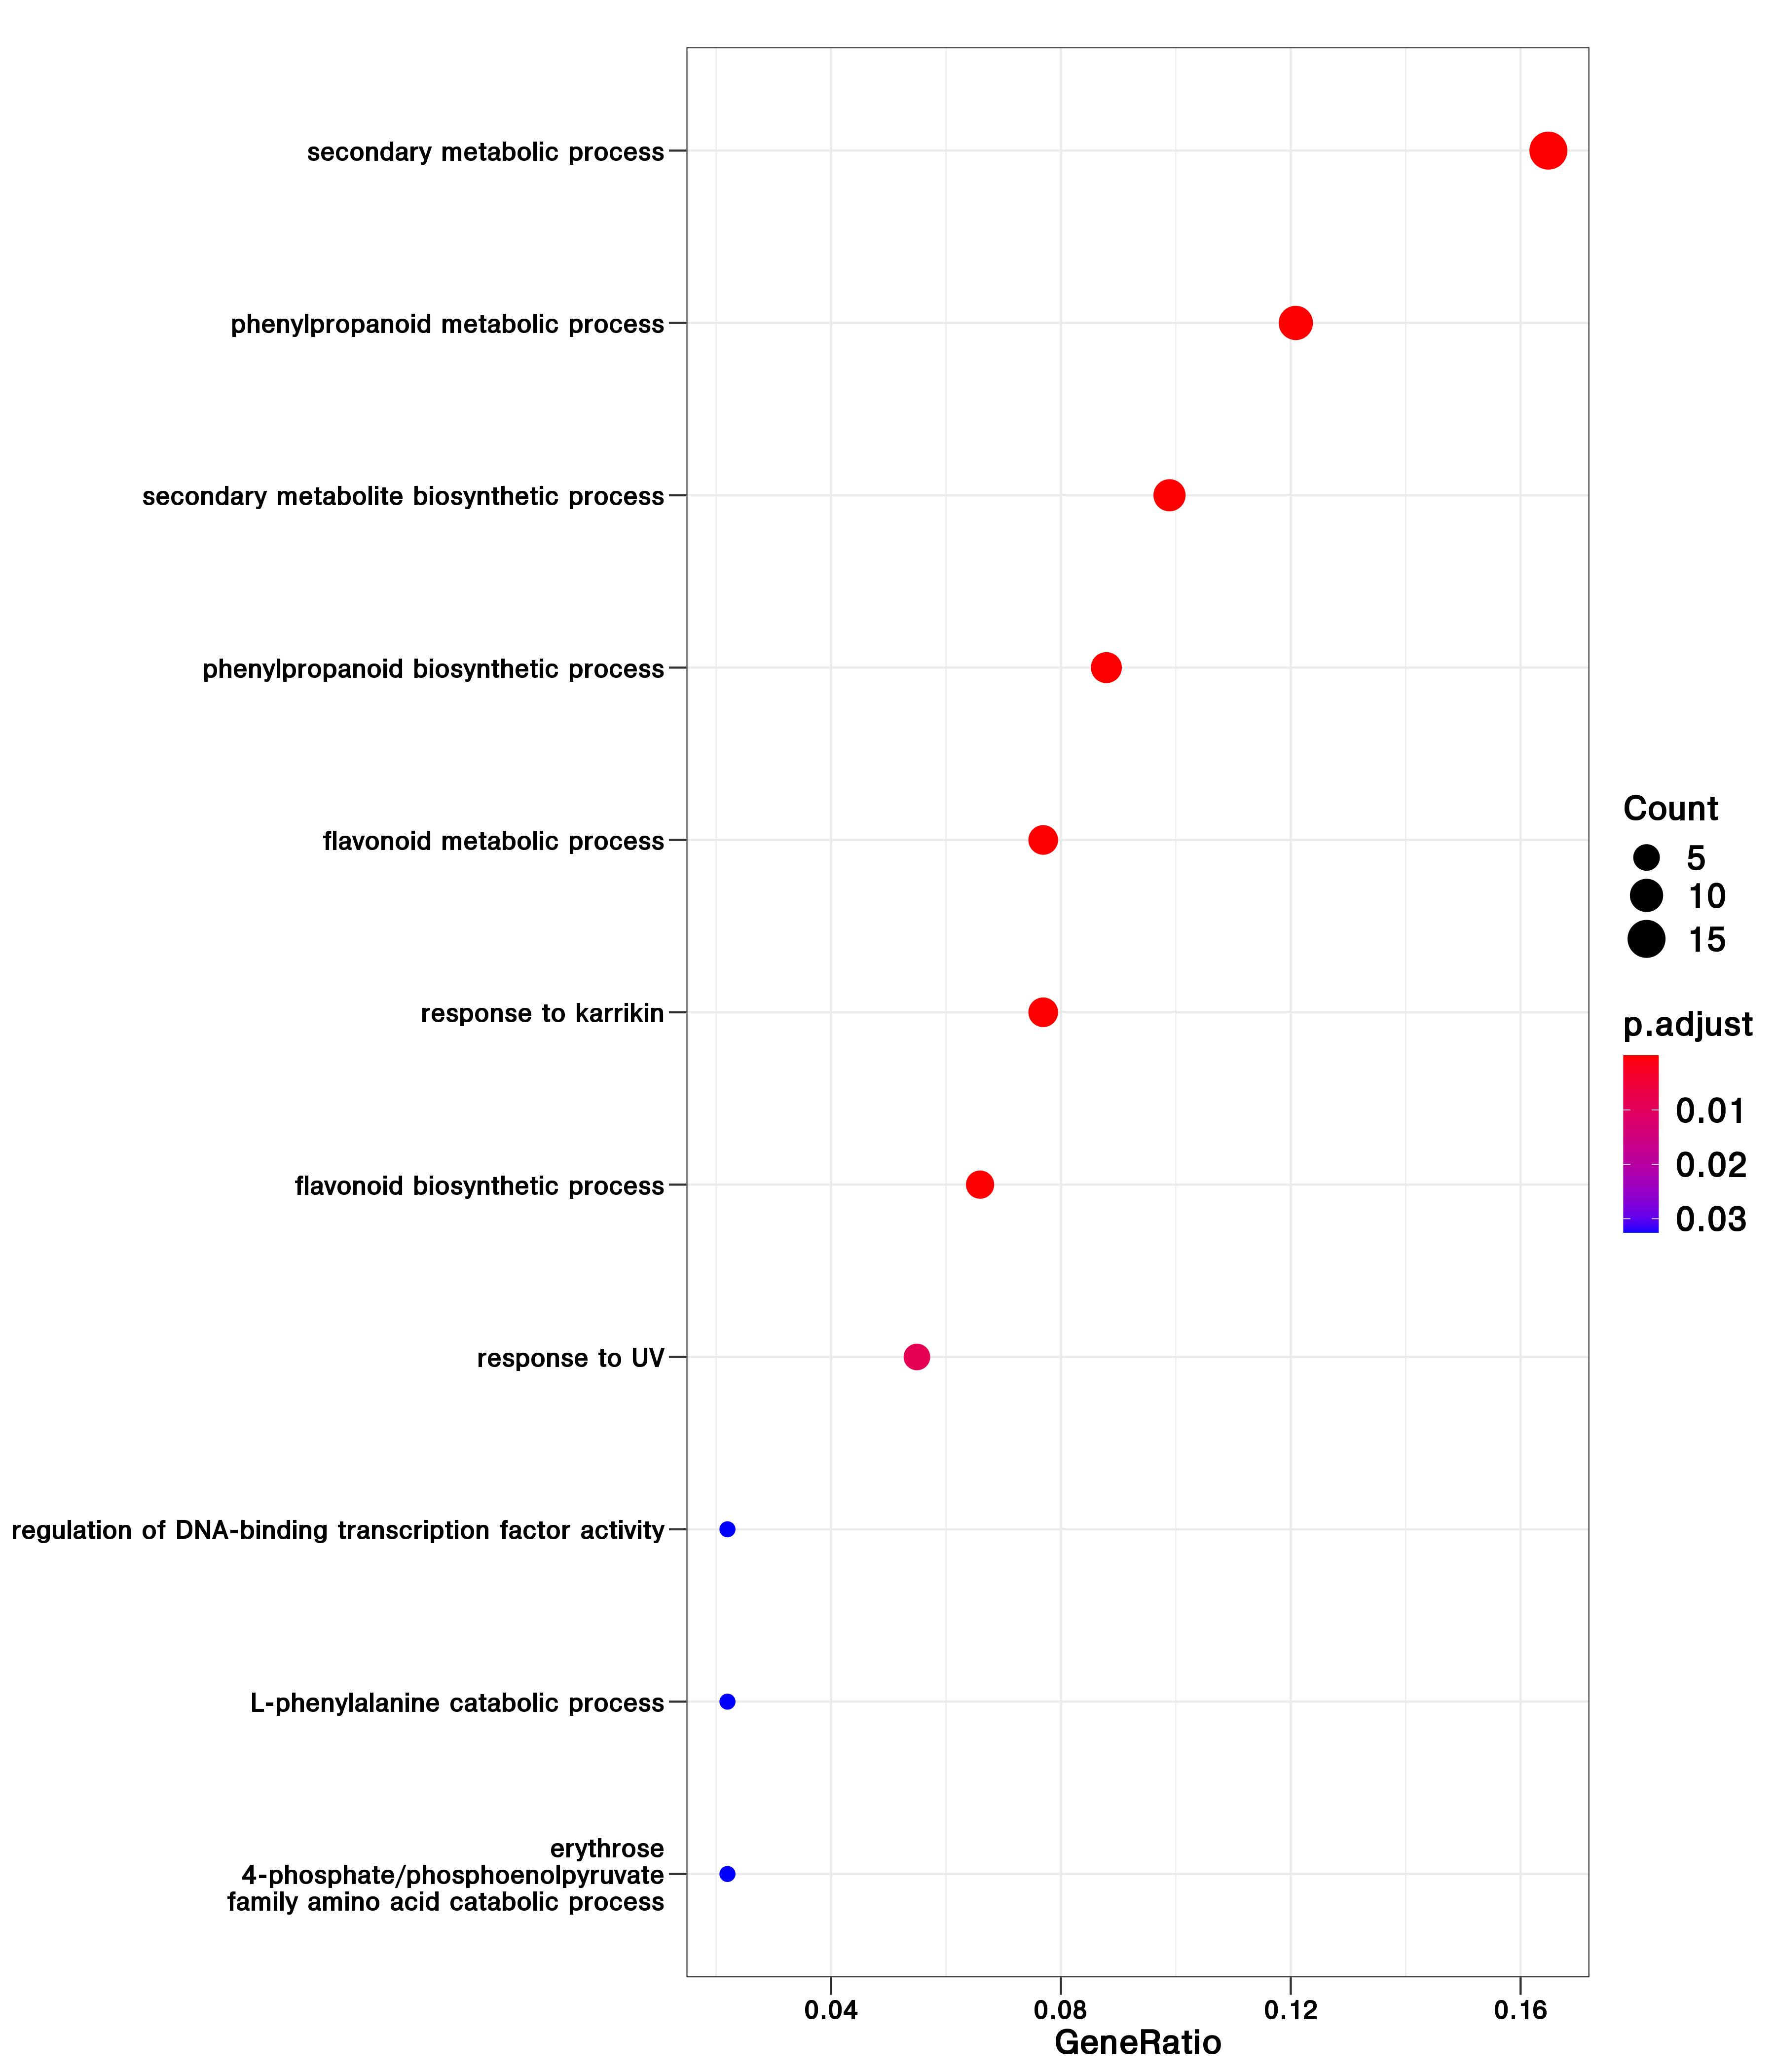 secondary metabolic process
phenylpropanoid metabolic process
secondary metabolite biosynthetic process
phenylpropanoid biosynthetic process
flavonoid metabolic process
response to karrikin
flavonoid biosynthetic process
response to UV
regulation of DNA-binding transcription factor activity
L-phenylalanine catabolic process
erythrose
4-phosphate/phosphoenolpyruvate
family amino acid catabolic process
0.04 0.08 0.12 0.16
GeneRatio
Count
5
10
15
p.adjust
0.01
0.02
0.03